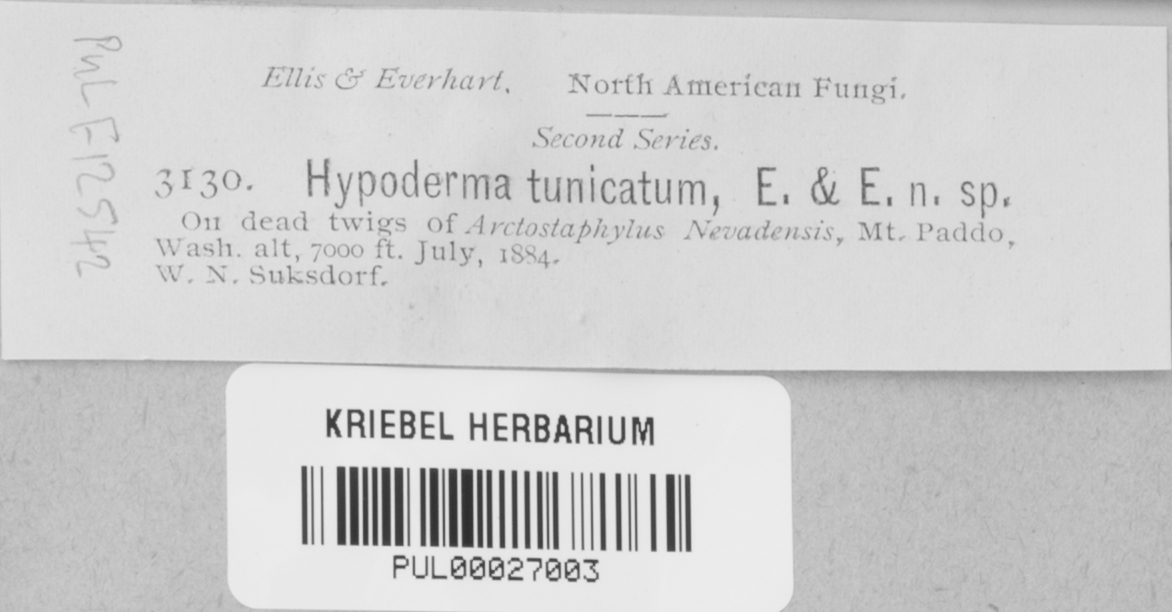 Ellis & Everhart. North American Fungi.
Second Series.
3130. Hypoderma tunicatum, E. & E. n. sp.
On dead twigs of Arctostaphylus Nevadensis, Mt. Paddo,
Wash. alt, 7000 ft. July, 1884.
W. N. Suksdorf.
PUL F12542
KRIEBEL HERBARIUM
PUL00027003